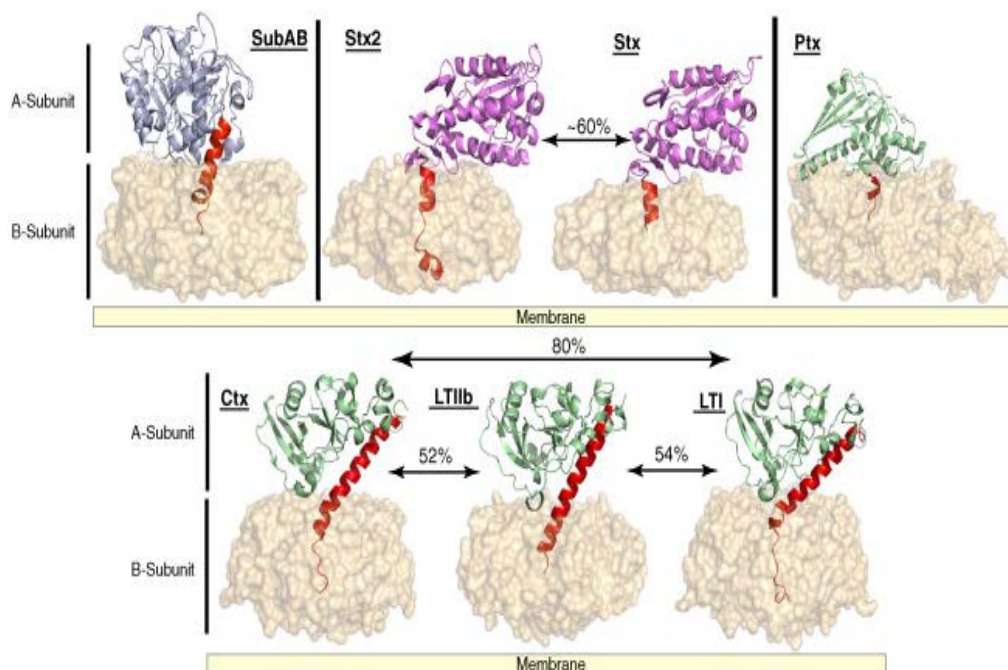 SubAB
Stx2
Stx
Ptx
A-Subunit
~60%
B-Subunit
Membrane
80%
Ctx
LTIIb
LTI
A-Subunit
52%
54%
B-Subunit
Membrane